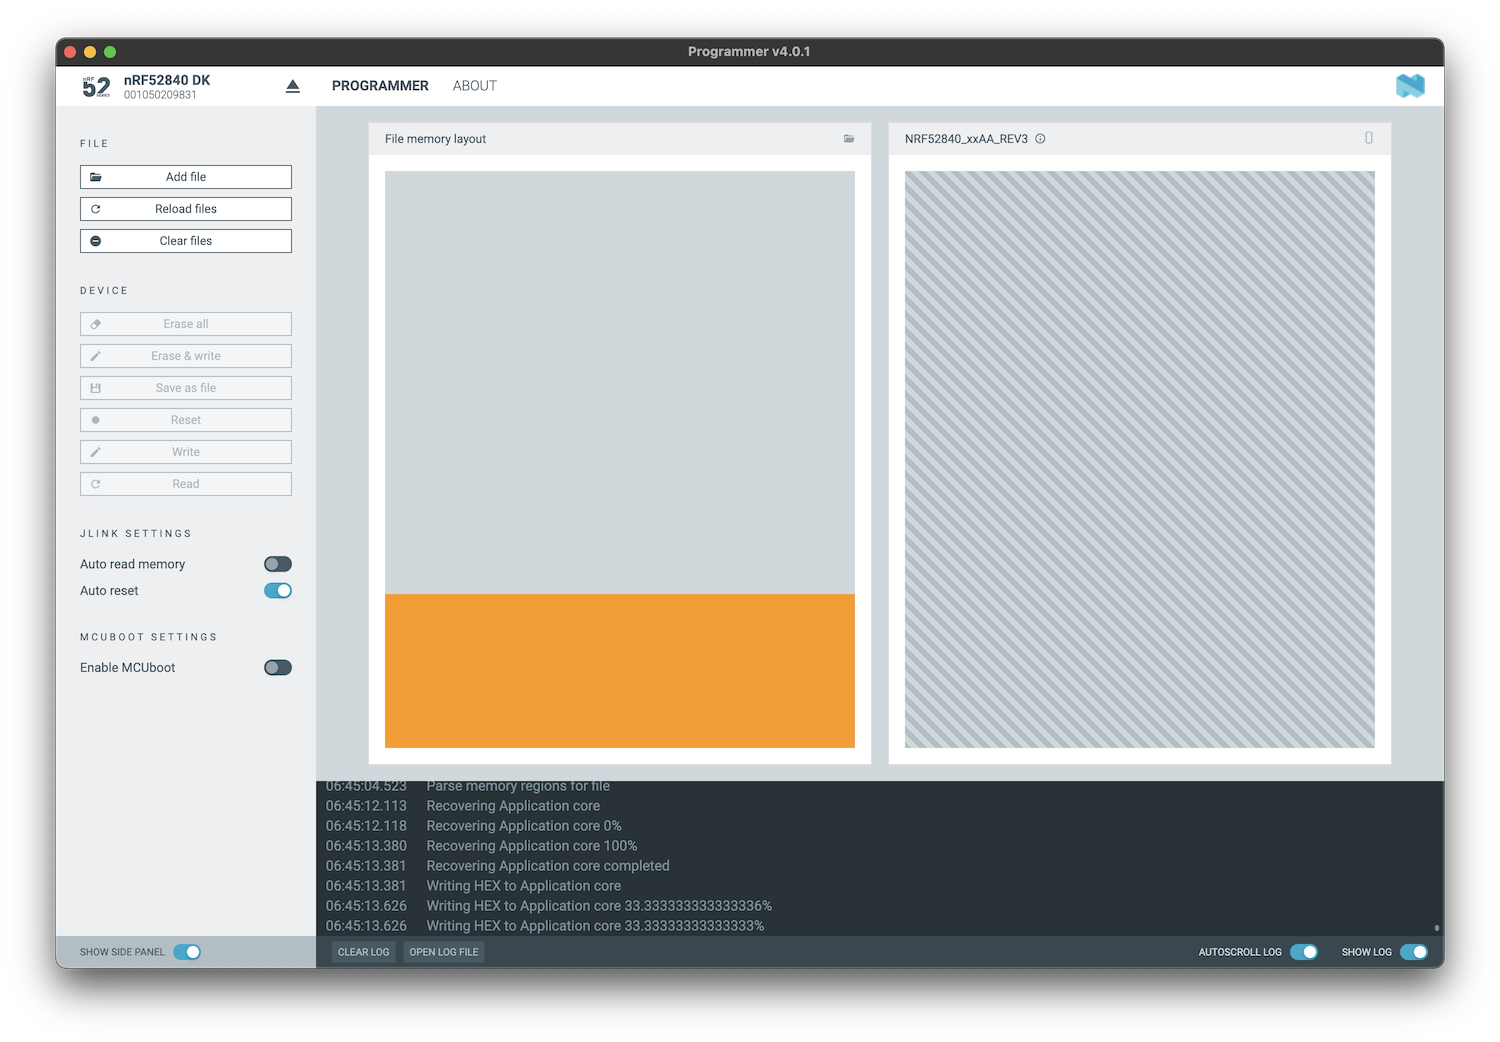 Programmer v4.0.1
nRF
52
SERIES
nRF52840 DK
001050209831
PROGRAMMER
ABOUT
FILE
Add file
Reload files
Clear files
DEVICE
Erase all
Erase & write
Save as file
Reset
Write
Read
JLINK SETTINGS
Auto read memory
Auto reset
MCUBOOT SETTINGS
Enable MCUboot
SHOW SIDE PANEL
File memory layout
NRF52840_xxAA_REV3
06:45:04.523 Parse memory regions for file
06:45:12.113 Recovering Application core
06:45:12.118 Recovering Application core 0%
06:45:13.380 Recovering Application core 100%
06:45:13.381 Recovering Application core completed
06:45:13.381 Writing HEX to Application core
06:45:13.626 Writing HEX to Application core 33.333333333333336%
06:45:13.626 Writing HEX to Application core 33.33333333333333%
CLEAR LOG
OPEN LOG FILE
AUTOSCROLL LOG
SHOW LOG